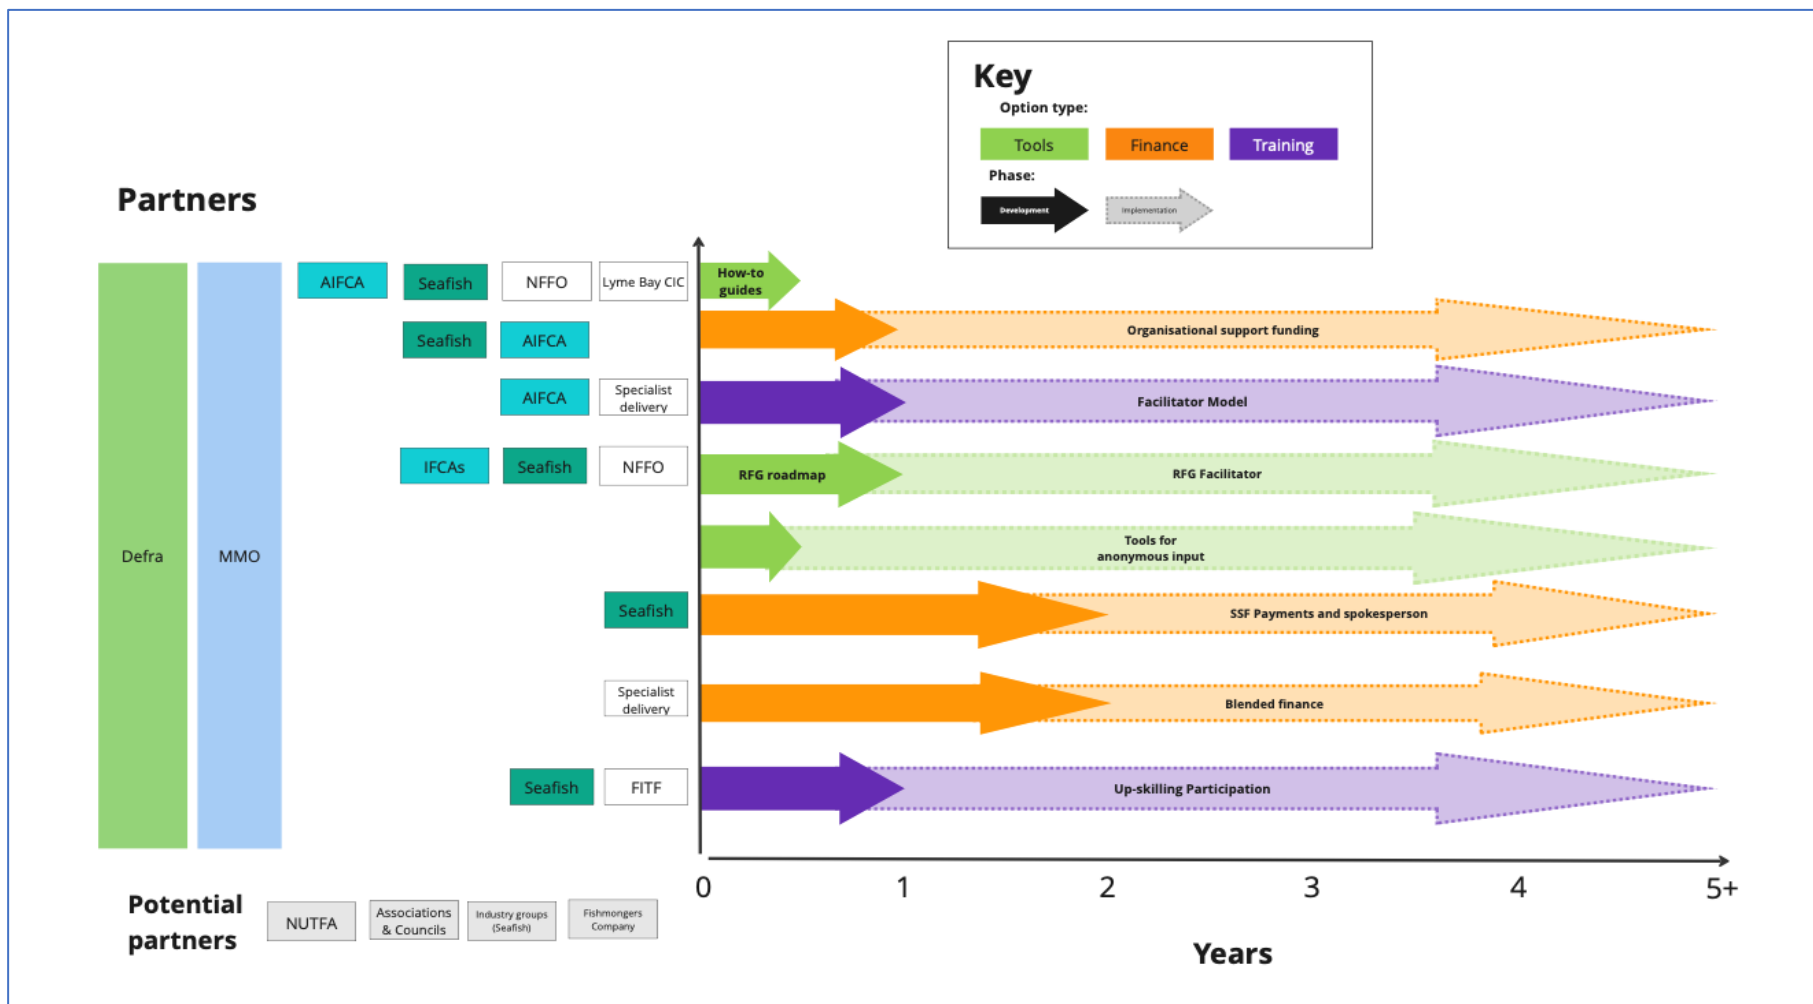 Key
Option type:
Tools
Finance
Training
Phase:
Development
Implementation
Partners
Defra
MMO
AIFCA
Seafish
NFFO
Lyme Bay CIC
How-to
guides
Seafish
AIFCA
Organisational support funding
AIFCA
Specialist
delivery
Facilitator Model
IFCAs
Seafish
NFFO
RFG roadmap
RFG Facilitator
Tools for
anonymous input
Seafish
SSF Payments and spokesperson
Specialist
delivery
Blended finance
Seafish
FITF
Up-skilling Participation
0
1
2
3
4
5+
Years
Potential
partners
NUTFA
Associations
& Councils
Industry groups
(Seafish)
Fishmongers
Company